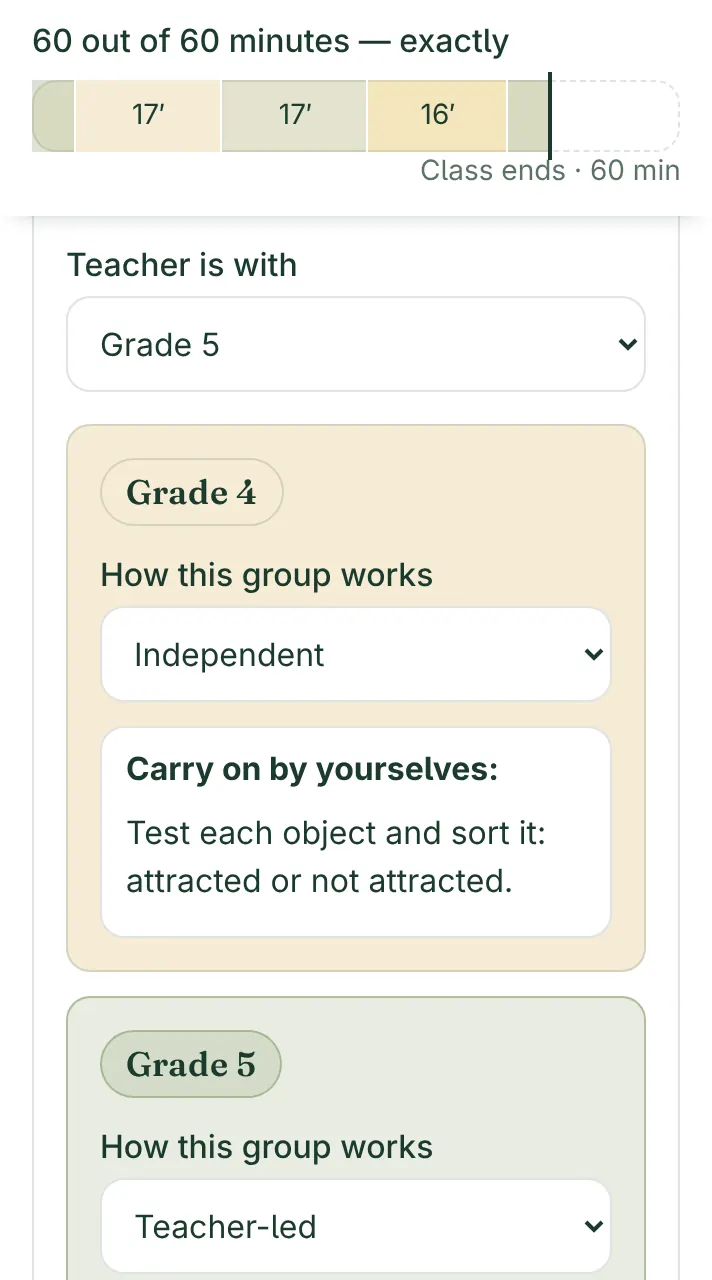 60 out of 60 minutes — exactly
17′ 17′ 16′
Class ends · 60 min
Teacher is with
Grade 5
Grade 4
How this group works
Independent
Carry on by yourselves:
Test each object and sort it:
attracted or not attracted.
Grade 5
How this group works
Teacher-led